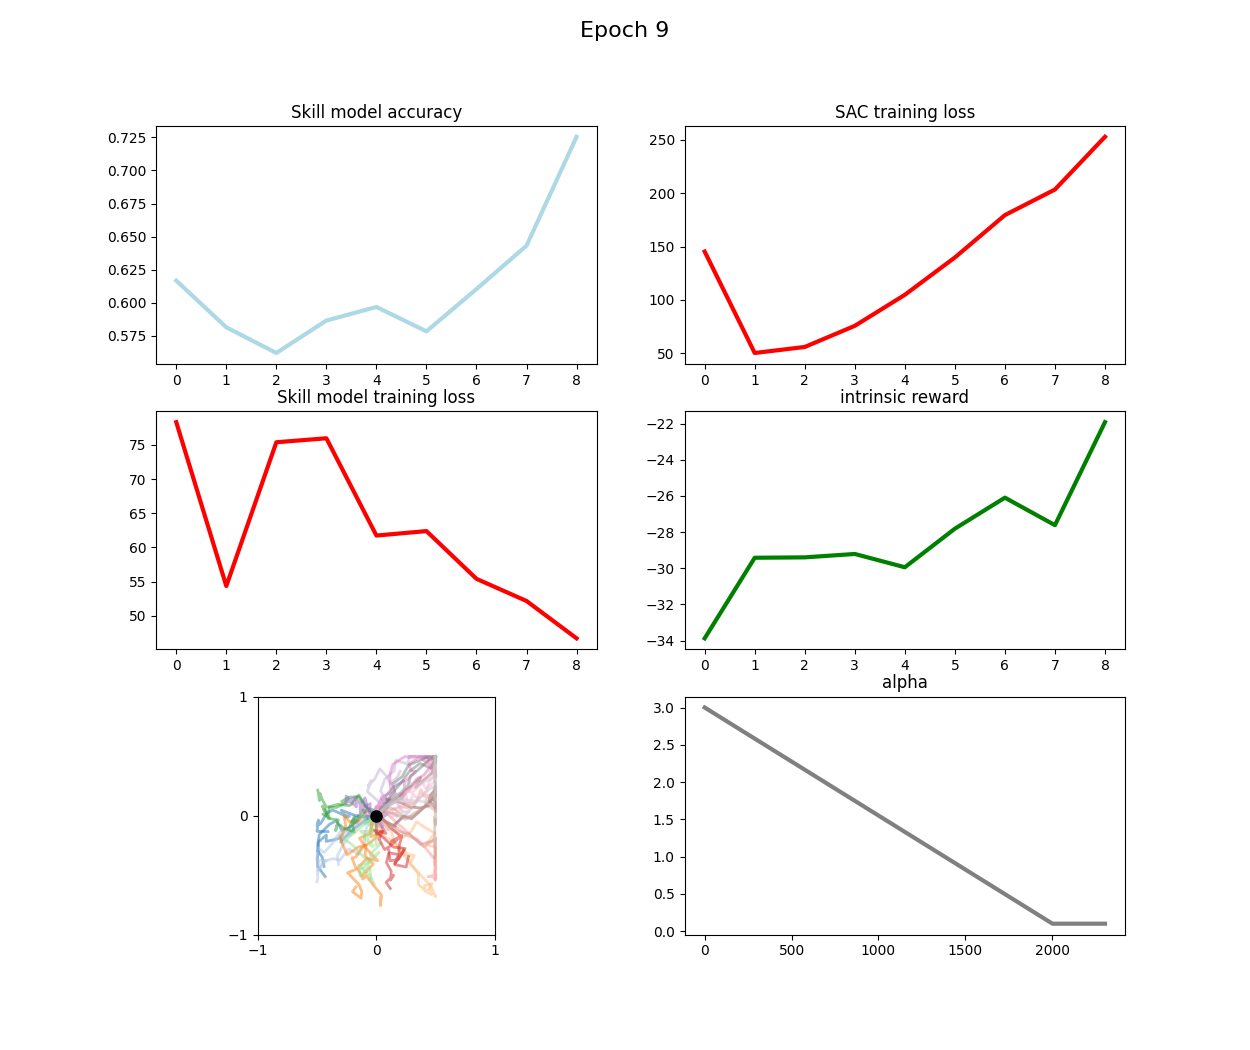 Epoch 9
Skill model accuracy
0.725
0.700
0.675
0.650
0.625
0.600
0.575
0 1 2 3 4 5 6 7 8
SAC training loss
250
200
150
100
50
0 1 2 3 4 5 6 7 8
Skill model training loss
75
70
65
60
55
50
0 1 2 3 4 5 6 7 8
intrinsic reward
−22
−24
−26
−28
−30
−32
−34
0 1 2 3 4 5 6 7 8
1
0
−1
−1 0 1
alpha
3.0
2.5
2.0
1.5
1.0
0.5
0.0
0 500 1000 1500 2000